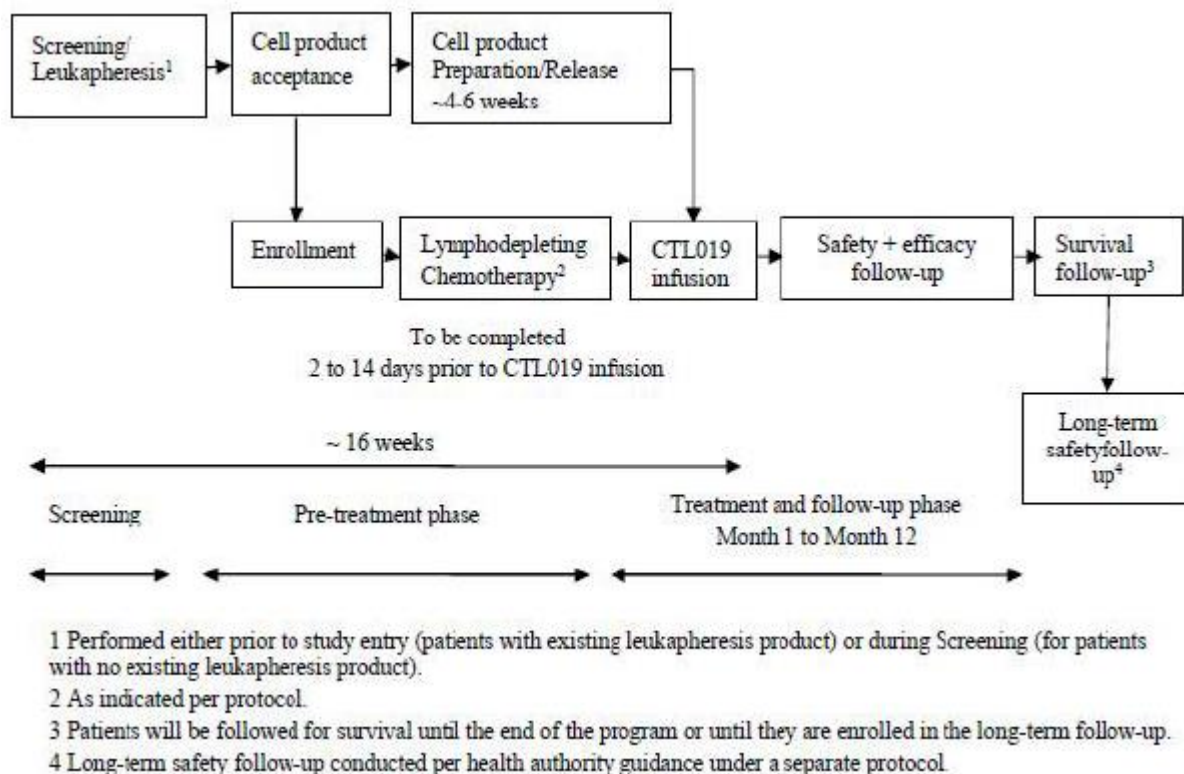 Screening/
Leukapheresis¹
Cell product
acceptance
Cell product
Preparation/Release
~4-6 weeks
Enrollment
Lymphodepleting
Chemotherapy²
CTL019
infusion
Safety + efficacy
follow-up
Survival
follow-up³
To be completed
2 to 14 days prior to CTL019 infusion
Long-term
safetyfollow-
up⁴
~ 16 weeks
Screening
Pre-treatment phase
Treatment and follow-up phase
Month 1 to Month 12
1 Performed either prior to study entry (patients with existing leukapheresis product) or during Screening (for patients
with no existing leukapheresis product).
2 As indicated per protocol.
3 Patients will be followed for survival until the end of the program or until they are enrolled in the long-term follow-up.
4 Long-term safety follow-up conducted per health authority guidance under a separate protocol.